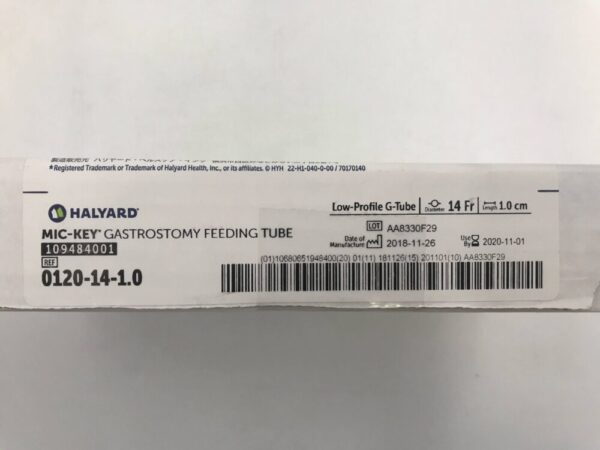 *Registered Trademark or Trademark of Halyard Health, Inc., or its affiliates. © HYH 22-H1-040-0-00 / 70170140
HALYARD®
Low-Profile G-Tube Diameter 14 Fr Length 1.0 cm
MIC-KEY* GASTROSTOMY FEEDING TUBE
LOT AA8330F29
109484001
Date of Manufacture 2018-11-26 Use By 2020-11-01
REF
0120-14-1.0
(01)10680651948400(20) 01(11) 181126(15) 201101(10) AA8330F29